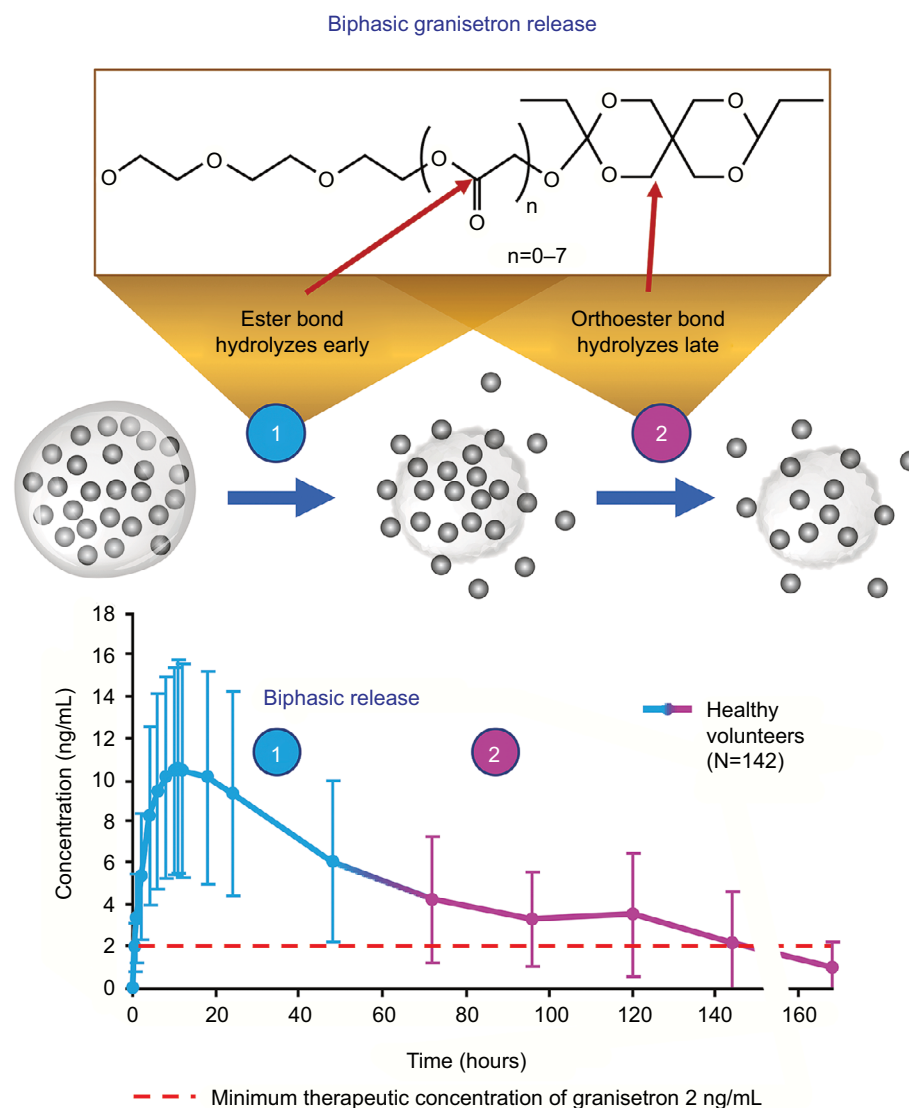 Biphasic granisetron release
O
O
O
O
O
n
O
O
O
O
O
n=0–7
Ester bond
hydrolyzes early
Orthoester bond
hydrolyzes late
1
2
18
16
14
12
10
8
6
4
2
0
Concentration (ng/mL)
Biphasic release
1
2
Healthy
volunteers
(N=142)
0 20 40 60 80 100 120 140 160
Time (hours)
Minimum therapeutic concentration of granisetron 2 ng/mL